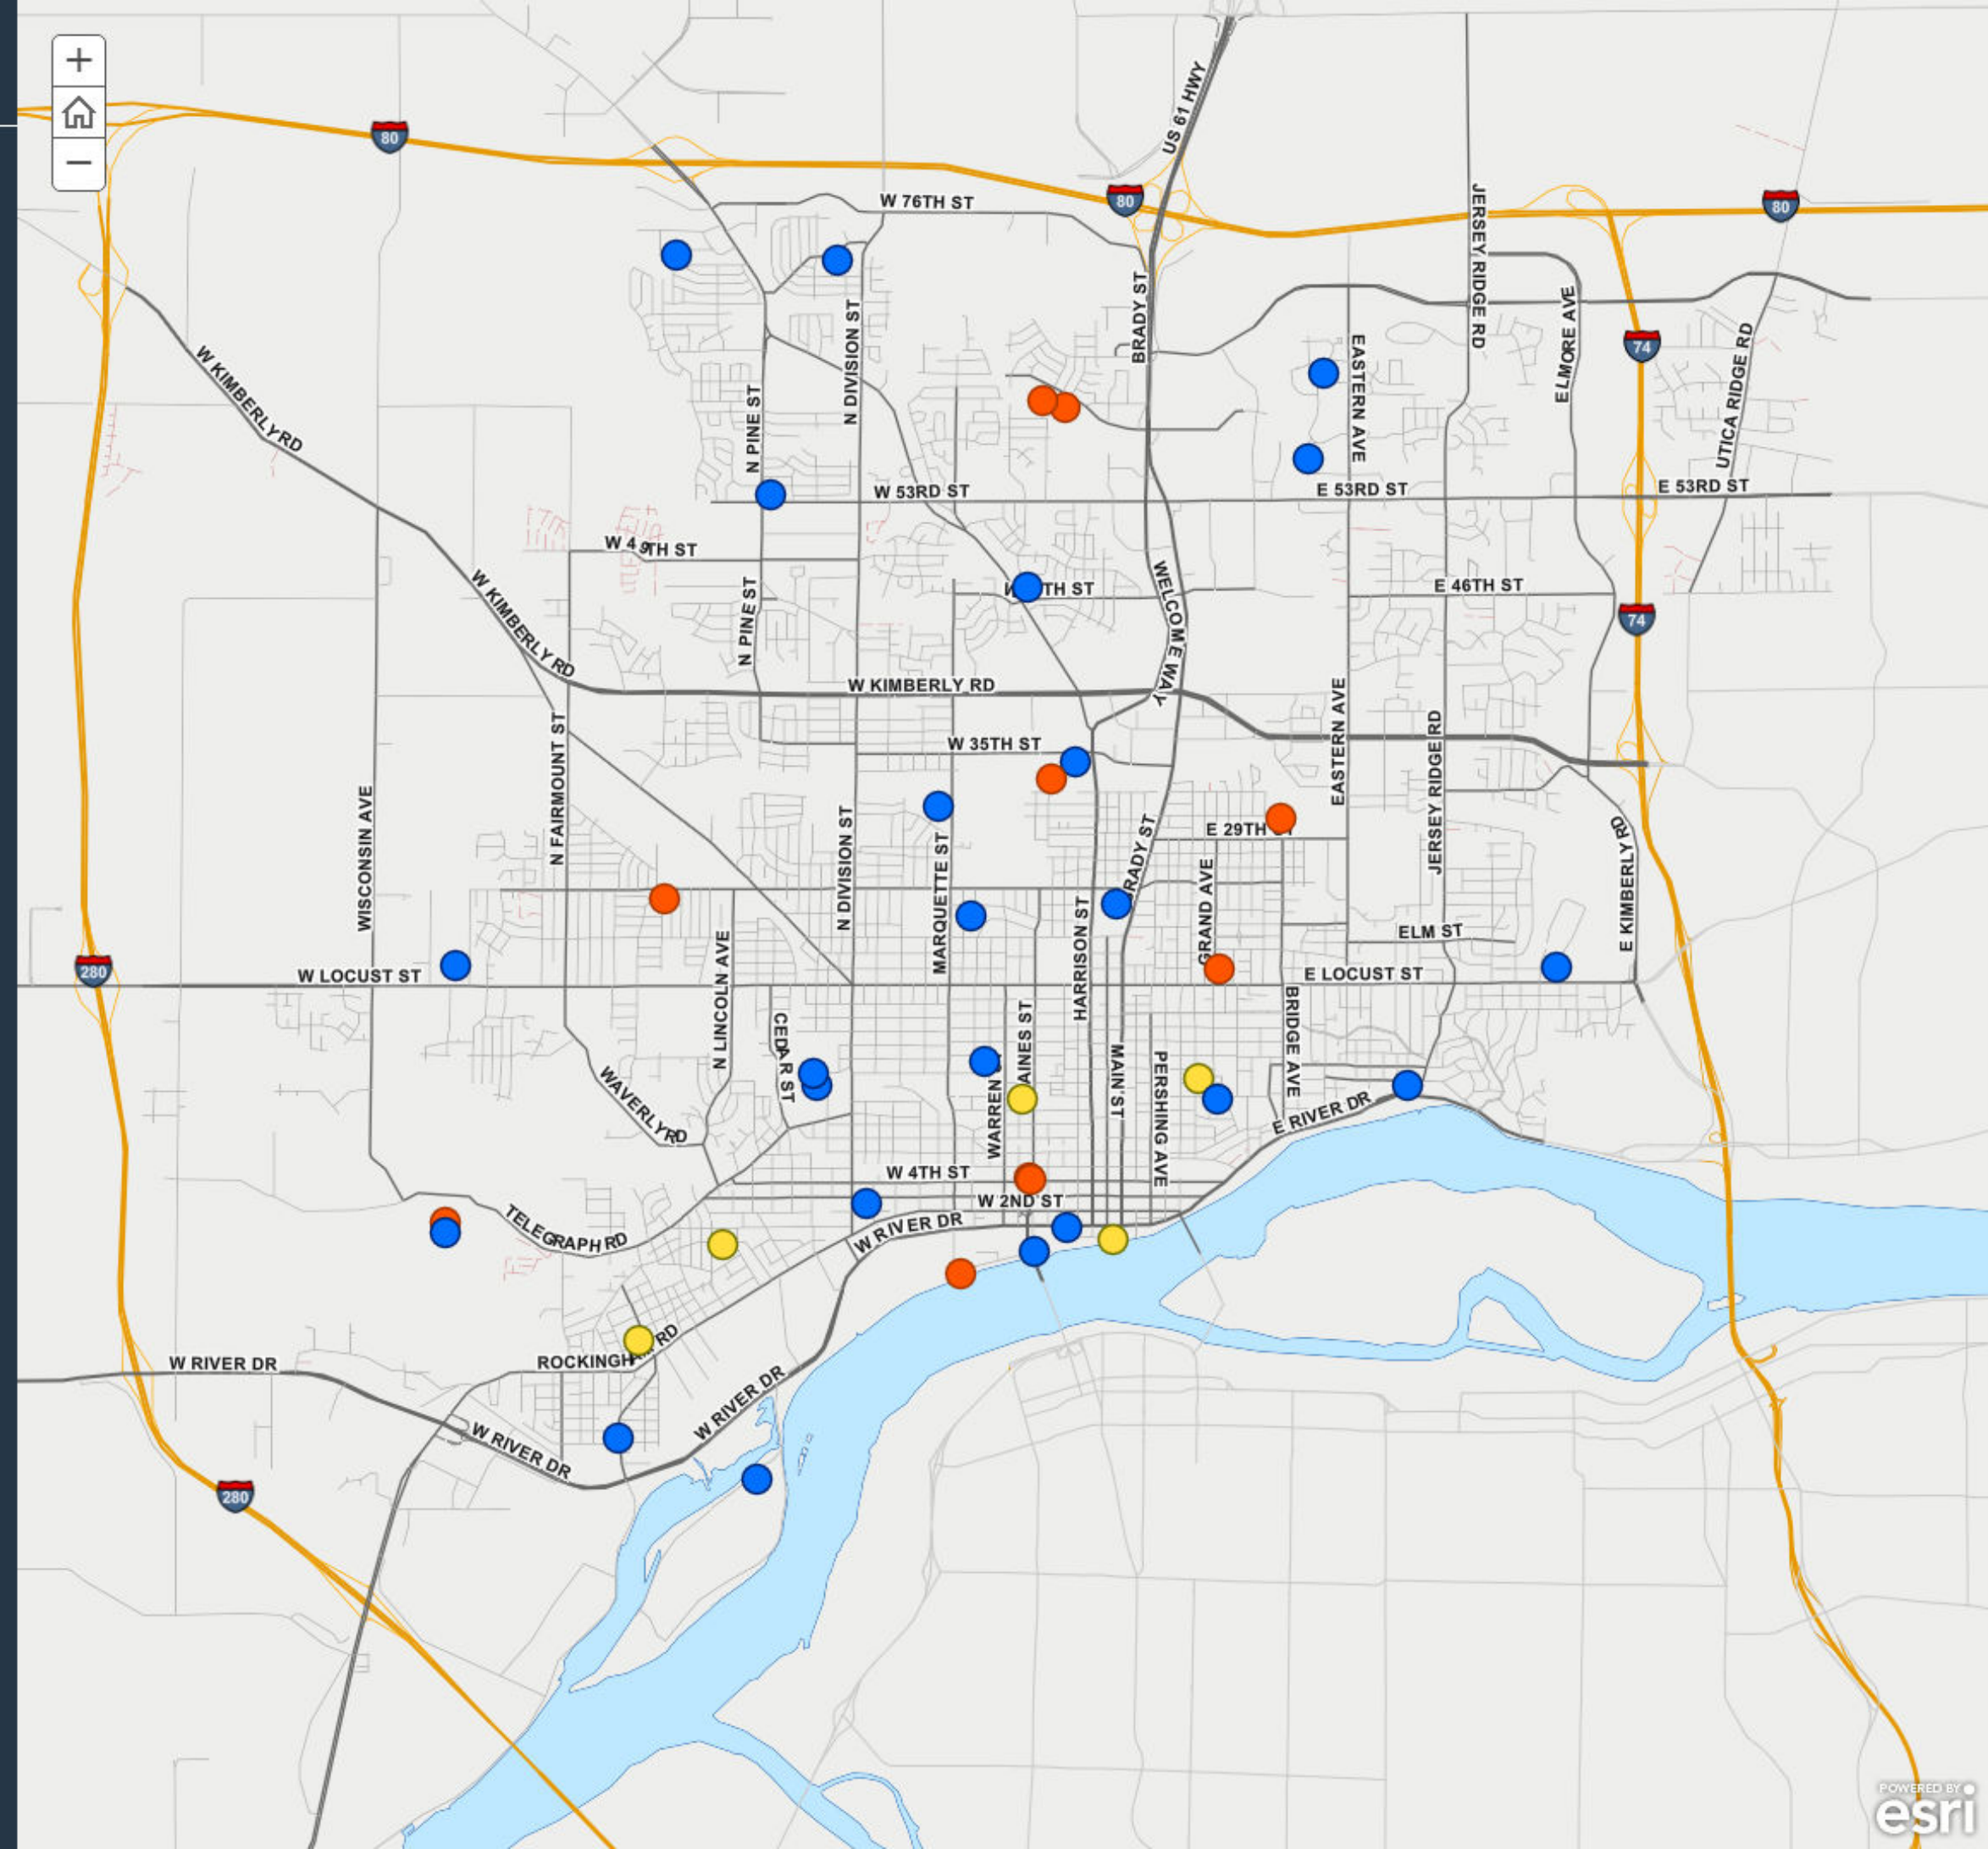 +
−
80
US 61 HWY
80
80
W 76TH ST
JERSEY RIDGE RD
BRADY ST
ELMORE AVE
N DIVISION ST
74
UTICA RIDGE RD
EASTERN AVE
W KIMBERLY RD
N PINE ST
W 53RD ST
E 53RD ST
E 53RD ST
W 49TH ST
W TH ST
E 46TH ST
WELCOME WAY
N PINE ST
W KIMBERLY RD
74
W KIMBERLY RD
W 35TH ST
EASTERN AVE
JERSEY RIDGE RD
N FAIRMOUNT ST
WISCONSIN AVE
N DIVISION ST
E 29TH
RADY ST
E KIMBERLY RD
MARQUETTE ST
GRAND AVE
HARRISON ST
ELM ST
280
W LOCUST ST
N LINCOLN AVE
E LOCUST ST
CEDAR ST
AINES ST
BRIDGE AVE
MAIN ST
PERSHING AVE
WAVERLY RD
WARREN
E RIVER DR
W 4TH ST
W 2ND ST
TELEGRAPH RD
W RIVER DR
W RIVER DR
ROCKINGH RD
W RIVER DR
W RIVER DR
280
POWERED BY
esri